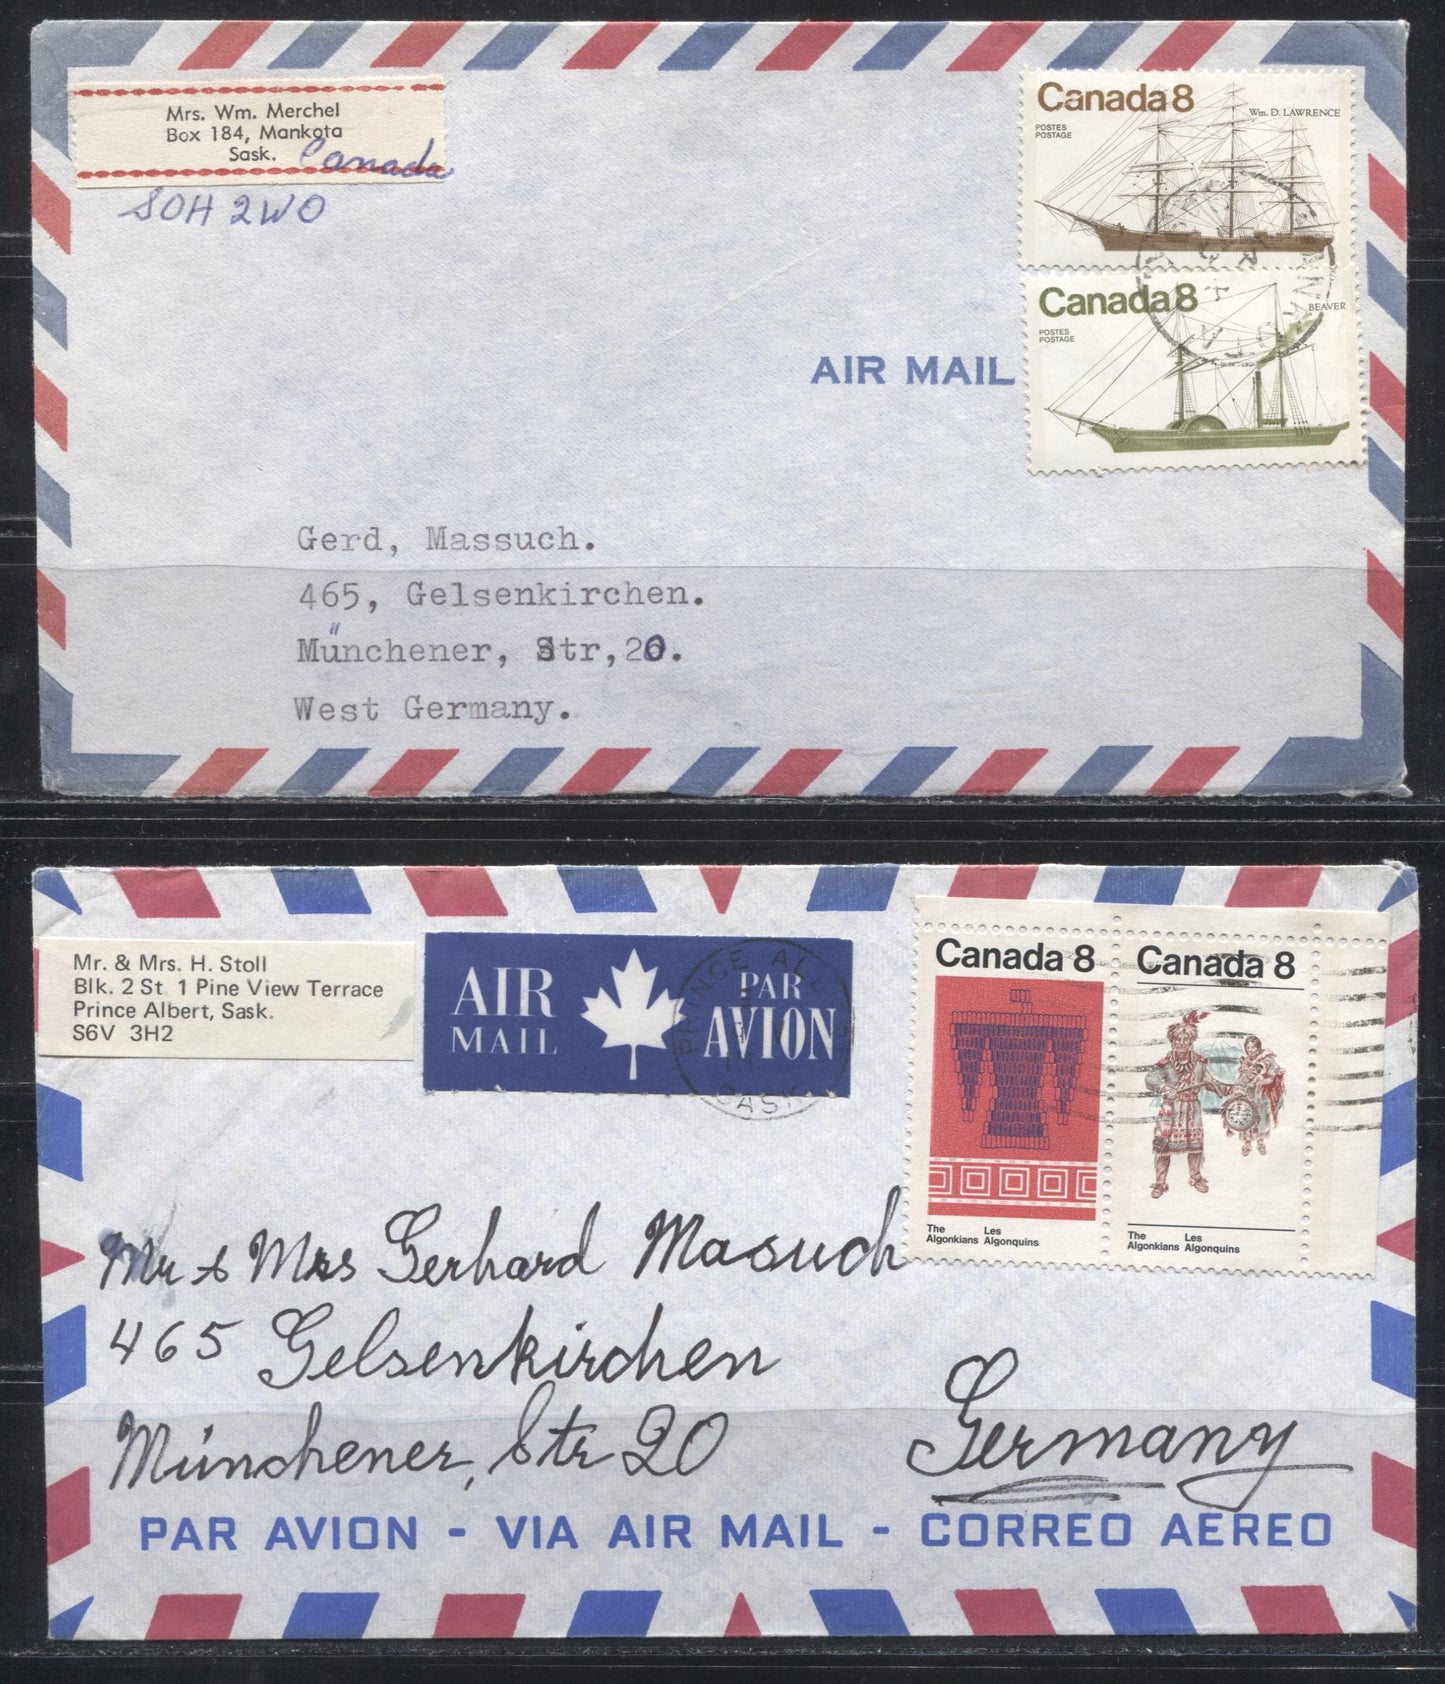 Mrs. Wm. Merchel
Box 184, Mankota
Sask. Canada
S0H 2W0
Canada 8
Wm. D. LAWRENCE
POSTES
POSTAGE
Canada 8
BEAVER
POSTES
POSTAGE
AIR MAIL
Gerd, Massuch.
465, Gelsenkirchen.
Münchener, Str, 20.
West Germany.
Mr. & Mrs. H. Stoll
Blk. 2 St. 1 Pine View Terrace
Prince Albert, Sask.
S6V 3H2
AIR
MAIL
PAR
AVION
PRINCE AL
SASK
Canada 8
The Les
Algonkians Algonquins
Canada 8
The Les
Algonkians Algonquins
Mr & Mrs Gerhard Masuch
465 Gelsenkirchen
Münchener, Str 20
Germany
PAR AVION - VIA AIR MAIL - CORREO AEREO